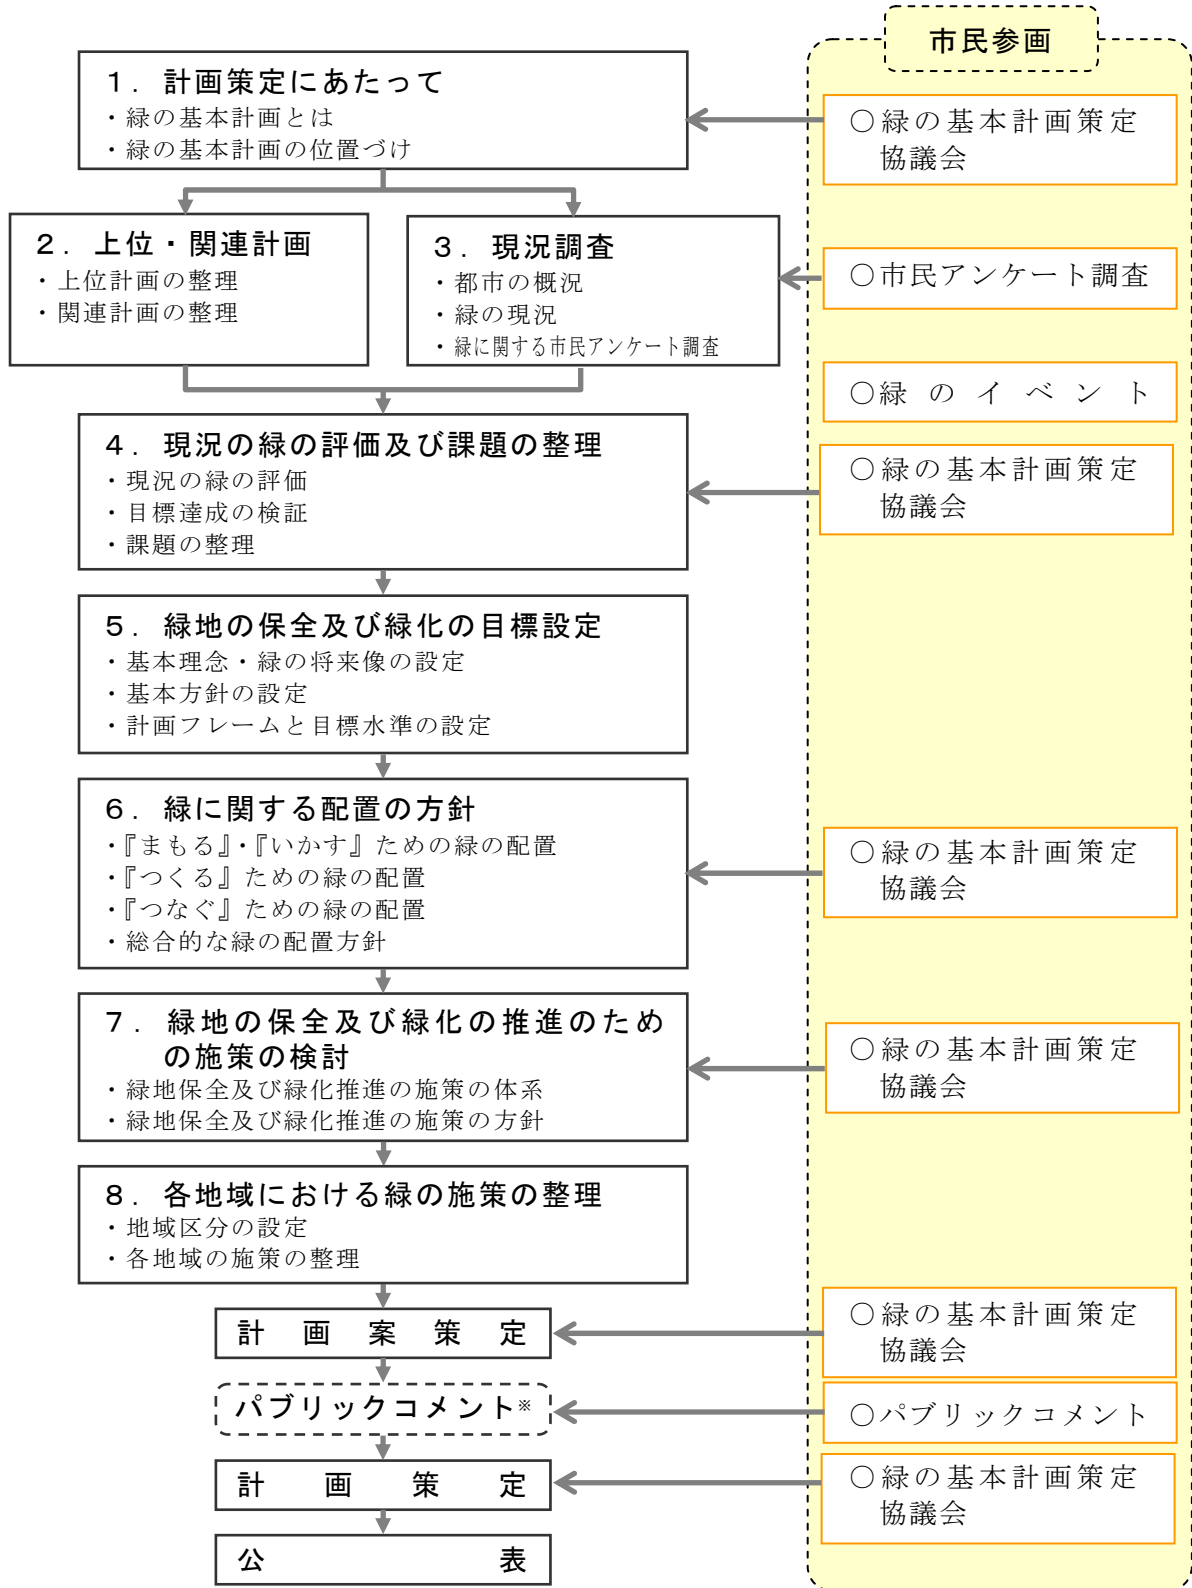 市民参画
1．計画策定にあたって
・緑の基本計画とは
・緑の基本計画の位置づけ
○緑の基本計画策定
協議会
2．上位・関連計画
・上位計画の整理
・関連計画の整理
3．現況調査
・都市の概況
・緑の現況
・緑に関する市民アンケート調査
○市民アンケート調査
○緑のイベント
4．現況の緑の評価及び課題の整理
・現況の緑の評価
・目標達成の検証
・課題の整理
○緑の基本計画策定
協議会
5．緑地の保全及び緑化の目標設定
・基本理念・緑の将来像の設定
・基本方針の設定
・計画フレームと目標水準の設定
6．緑に関する配置の方針
・『まもる』・『いかす』ための緑の配置
・『つくる』ための緑の配置
・『つなぐ』ための緑の配置
・総合的な緑の配置方針
○緑の基本計画策定
協議会
7．緑地の保全及び緑化の推進のため
の施策の検討
・緑地保全及び緑化推進の施策の体系
・緑地保全及び緑化推進の施策の方針
○緑の基本計画策定
協議会
8．各地域における緑の施策の整理
・地域区分の設定
・各地域の施策の整理
計画案策定
○緑の基本計画策定
協議会
パブリックコメント※
○パブリックコメント
計画策定
○緑の基本計画策定
協議会
公表